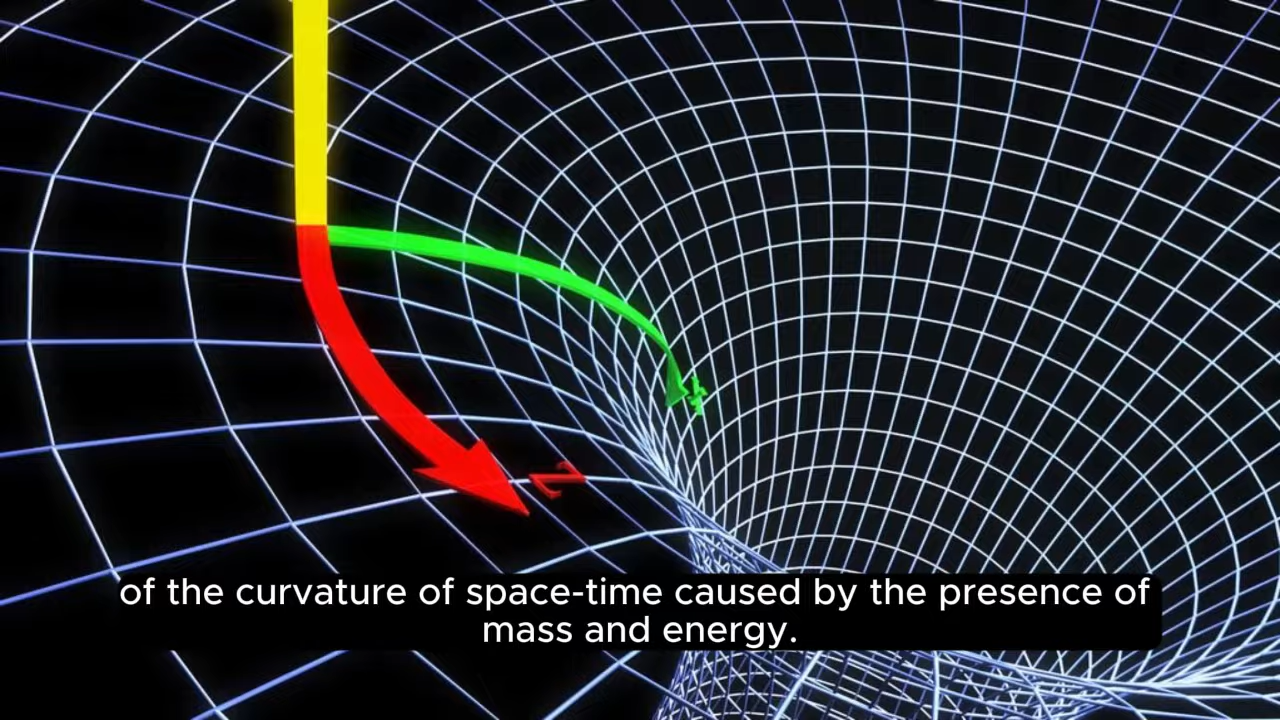 Z
of the curvature of space-time caused by the presence of
mass and energy.